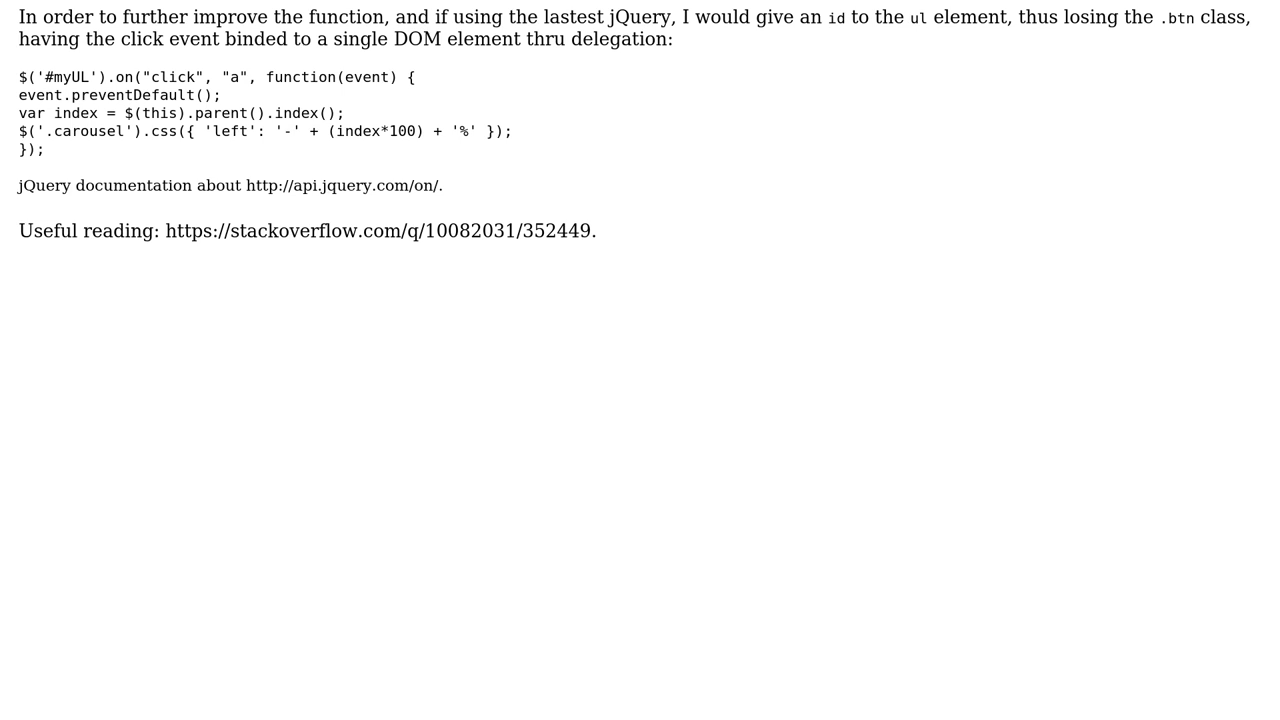 In order to further improve the function, and if using the lastest jQuery, I would give an id to the ul element, thus losing the .btn class,
having the click event binded to a single DOM element thru delegation:
$('#myUL').on("click", "a", function(event) {
event.preventDefault();
var index = $(this).parent().index();
$('.carousel').css({ 'left': '-' + (index*100) + '%' });
});
jQuery documentation about http://api.jquery.com/on/.
Useful reading: https://stackoverflow.com/q/10082031/352449.